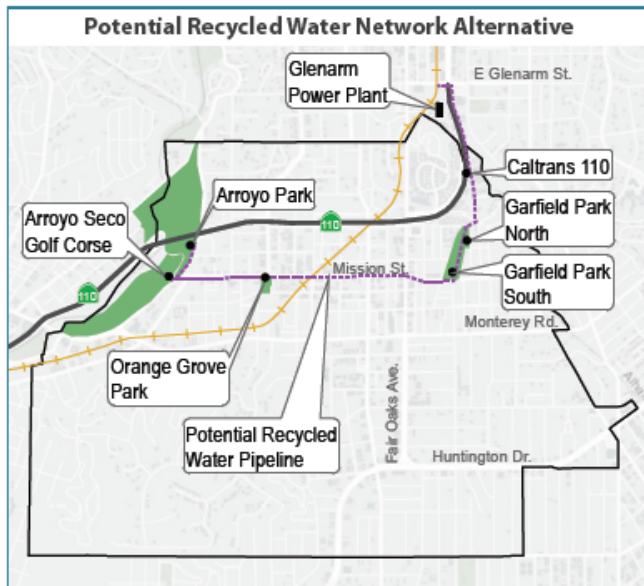 Potential Recycled Water Network Alternative
Glenarm
Power Plant
E Glenarm St.
Caltrans 110
Arroyo Park
Arroyo Seco
Golf Corse
110
Garfield Park
North
Mission St.
Garfield Park
South
110
Monterey Rd.
Orange Grove
Park
Potential Recycled
Water Pipeline
Fair Oaks Ave.
Huntington Dr.